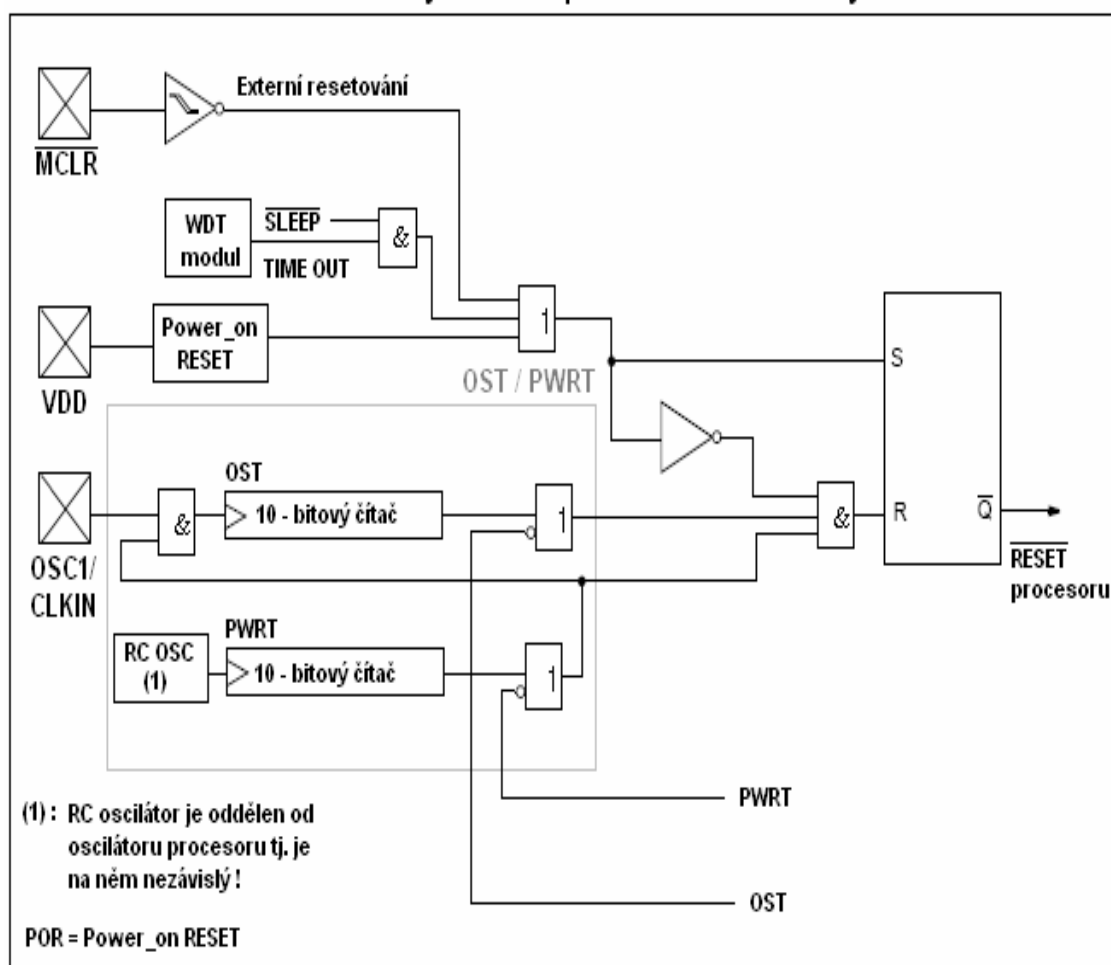 Externí resetování
MCLR
WDT
modul
SLEEP
TIME OUT
&
Power_on
RESET
VDD
1
OST / PWRT
S
R
Q
RESET
procesoru
&
OST
10 - bitový čítač
1
&
OSC1/
CLKIN
PWRT
RC OSC
(1)
10 - bitový čítač
1
PWRT
OST
(1) : RC oscilátor je oddělen od
oscilátoru procesoru tj. je
na něm nezávislý !
POR = Power_on RESET